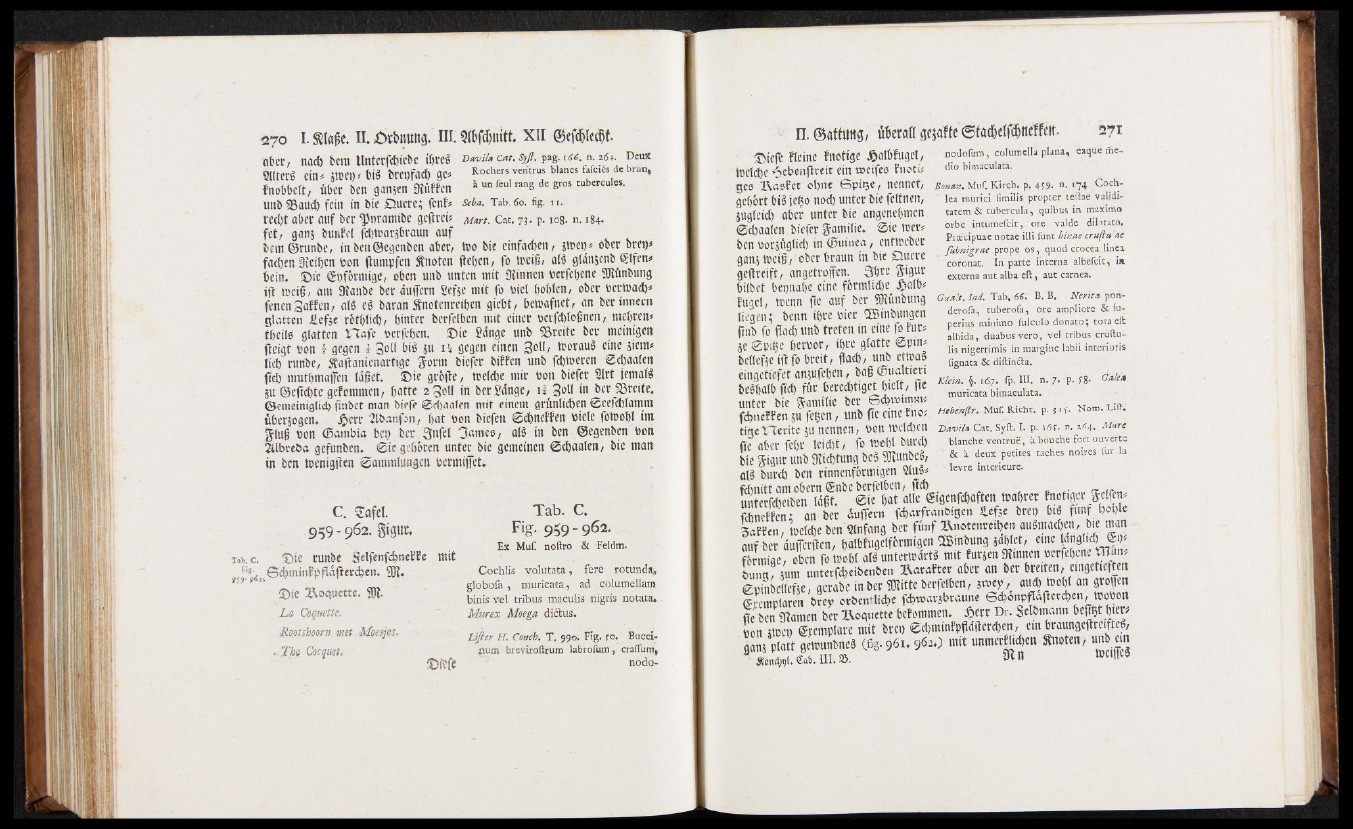 270 I. Klaße. II. Ordnung. III. Abschnitt. XII Geschlecht.
aber, nach dem Unterschiede ihres
Alters ein= zwey= bis dreyfach ge=
knobbelt, über den ganzen Rükken
und Bauch fein in die Quere; senk=
recht aber auf der Pyramide gestrei=
fet, ganz dunkel schwarzbraun auf
dem Grunde, in den Gegenden aber, wo die einfachen, zwey= oder drey=
fachen Reihen von stumpfen Knoten stehen, so weiß, als glänzend Elfen=
bein. Die Eyförmige, oben und unten mit Rinnen versehene Mündung
ist weiß, am Rande der äussern Lefze mit so viel hohlen, oder verwach=
senen Zakken, als es daran Knotenreihen giebt, bewafnet, an der innern
glatten Lefze röthlich, hinter derselben mit einer verschloßnen, mehren=
theils glatten Nase versehen. Die Länge und Breite der meinigen
steigt von gegen Zoll bis zu 1¼ gegen einen Zoll, woraus eine ziem=
lich runde, Kastanienartige Form dieser dikken und schweren Schaalen
sich muthmassen läßet. Die gröste, welche mir von dieser Art jemals
zu Gesichte gekommen, hatte 2 Zoll in der Länge, 1½ Zoll in der Breite.
Gemeiniglich findet man diese Schaalen mit einem grünlichen Seeschlamm
überzogen. Herr Adanson, hat von diesen Schnekken viele sowohl im
Fluß von Gambia bey der Insel James, als in den Gegenden von
Albreda gefunden. Sie gehören unter die gemeinen Schaalen, die man
in den wenigsten Sammlungen vermisset.
Davila Cat. Syst. pag. 166. n. 265. Deux
Rochers ventrus blancs fasciés de brun,
à un seul rang de gros tubercules.
Seba. Tab. 60. fig. 11.
Mart. Cat. 73. p. 108. n. 184.
C. Tafel.
959-962. Figur.
Tab. C.
Fig.
959-962.
Die runde Felsenschnekke mit
Schminkpflästerchen. M.
Die Koquette. M.
La Coquette.
Rootshoorn met Moesjes.
The Cocquet.
Tab. C.
Fig. 959-962.
Ex Mus. nostro & Feldm.
Cochlis volutata, fere rotunda,
globosa, muricata, ad columellam
binis vel tribus maculis nigris notata.
Murex Moega dictus.
Lister H. Conch. T. 990. Fig. 50. Bucci-
num brevirostrum labrosum, crassum,
Diese
nodo-
II. Gattung, überall gezakte Stachelschnekken. 271
Diese kleine knotige Halbkugel,
welche Hebenstreit ein weises knoti=
ges Kasket ohne Spitze, nennet,
gehört bis jetzo noch unter die seltnen,
zugleich aber unter die angenehmen
Schaalen dieser Familie. Sie wer=
den vorzüglich in Guinea, entweder
ganz weiß, oder braun in die Quere
gestreift, angetroffen. Ihre Figur
bildet beynahe eine förmliche Halb=
kugel, wenn sie auf der Mündung
liegen; denn ihre vier Windungen
sind so flach und treten in eine so kur=
ze Spitze hervor, ihre glatte Spin=
dellefze ist so breit, flach, und etwas
eingetiefet anzusehen, daß Gualtieri
deshalb sich für berechtiget hielt, sie
unter die Familie der Schwimm=
schnekken zu setzen, und sie eine kno=
tige Nerite zu nennen, von welchen
sie aber sehr leicht, so wohl durch
die Figur und Richtung des Mundes,
als durch den rinnenförmigen Aus=
schnitt am obern Ende derselben, sich
unterscheiden läßt. Sie hat alle Eigenschaften wahrer knotiger Felsen=
schnekken; an der äussern scharfrandigen Lefze drey bis fünf hohle
Zakken, welche den Anfang der fünf Knotenreihen ausmachen, die man
auf der äussersten, halbkugelförmigen Windung zählet, eine länglich Ey=
förmige, oben so wohl als unterwärts mit kurzen Rinnen versehene Mün=
dung, zum unterscheidenden Karakter aber an der breiten, eingetieften
Spindellefze, gerade in der Mitte derselben, zwey, auch wohl an grossen
Exemplaren drey ordentliche schwarzbraune Schönpflästerchen, wovon
sie den Namen der Koquette bekommen. Herr Dr. Feldmann besitzt hier=
von zwey Exemplare mit drey Schminkpflästerchen, ein braungestreiftes,
ganz platt gewundnes (fig. 961. 962.) mit unmerklichen Knoten, und ein
nodosum, columella plana, eaque me-
dio bimaculata.
Bonan. Mus. Kirch. p. 459. n. 174 Coch-
lea murici similis propter testae validi-
tatem & tubercula, quibus in maximo
orbe intumescit, ore valde dilatato.
Præcipuae notae illi sunt binae crustulae
subnigrae prope os, quod crocea linea
coronat. In parte interna albescit, in
externa aut alba est, aut carnea.
Gualt. Ind. Tab. 66. B. B. Nerita pon-
derosa, tuberosa, ore ampliore & su-
perius minimo sulculo donato; tota est
albida, duabus vero, vel tribus crustu-
lis nigerrimis in margine labii interioris
signata & distincta.
Klein. §. 167. sp. III. n. 7. p. 58. Galea
muricata bimaculata.
Hebenstr. Mus. Richt. p. 315. Nom. List.
Davila Cat. Syst. I. p. 165. n. 264. Mure
blanche ventruë, à bouche fort ouverte
& à deux petites taches noires sur la
levre interieure.
Konchyl. Cab. III. B.
Nn
weisses